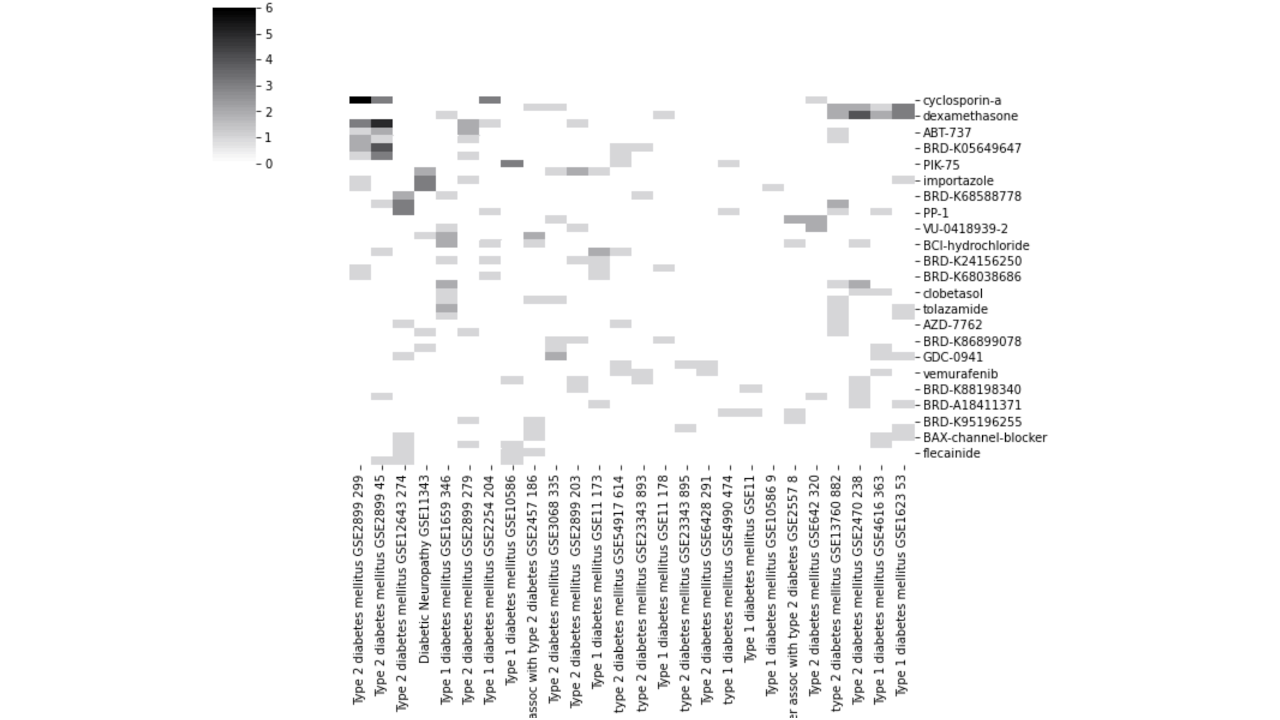 6
5
4
3
2
1
0
cyclosporin-a
dexamethasone
ABT-737
BRD-K05649647
PIK-75
importazole
BRD-K68588778
PP-1
VU-0418939-2
BCI-hydrochloride
BRD-K24156250
BRD-K68038686
clobetasol
tolazamide
AZD-7762
BRD-K86899078
GDC-0941
vemurafenib
BRD-K88198340
BRD-A18411371
BRD-K95196255
BAX-channel-blocker
flecainide
Type 2 diabetes mellitus GSE2899 299
Type 2 diabetes mellitus GSE2899 45
Type 2 diabetes mellitus GSE12643 274
Diabetic Neuropathy GSE11343
Type 1 diabetes mellitus GSE1659 346
Type 2 diabetes mellitus GSE2899 279
Type 1 diabetes mellitus GSE2254 204
Type 1 diabetes mellitus GSE10586
assoc with type 2 diabetes GSE2457 186
Type 2 diabetes mellitus GSE3068 335
Type 2 diabetes mellitus GSE2899 203
Type 1 diabetes mellitus GSE11 173
type 2 diabetes mellitus GSE54917 614
type 2 diabetes mellitus GSE23343 893
Type 1 diabetes mellitus GSE11 178
type 2 diabetes mellitus GSE23343 895
Type 2 diabetes mellitus GSE6428 291
type 1 diabetes mellitus GSE4990 474
Type 1 diabetes mellitus GSE11
Type 1 diabetes mellitus GSE10586 9
er assoc with type 2 diabetes GSE2557 8
Type 2 diabetes mellitus GSE642 320
type 2 diabetes mellitus GSE13760 882
Type 2 diabetes mellitus GSE2470 238
Type 1 diabetes mellitus GSE4616 363
Type 1 diabetes mellitus GSE1623 53